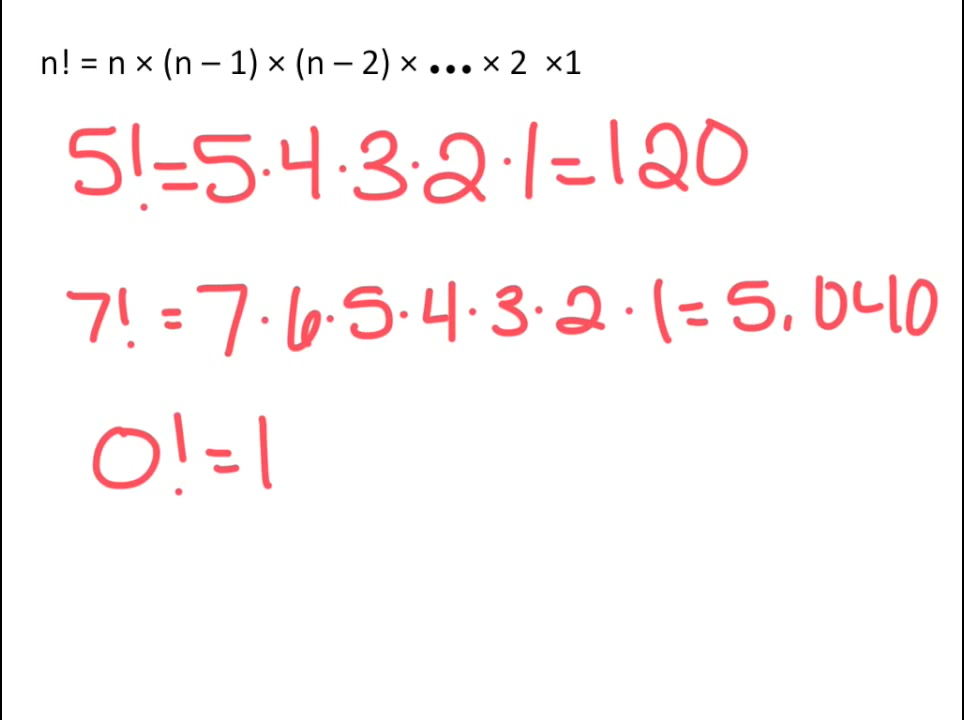 n! = n × (n – 1) × (n – 2) × ... × 2 ×1
5!=5·4·3·2·1=120
7!=7·6·5·4·3·2·1=5,040
0!=1